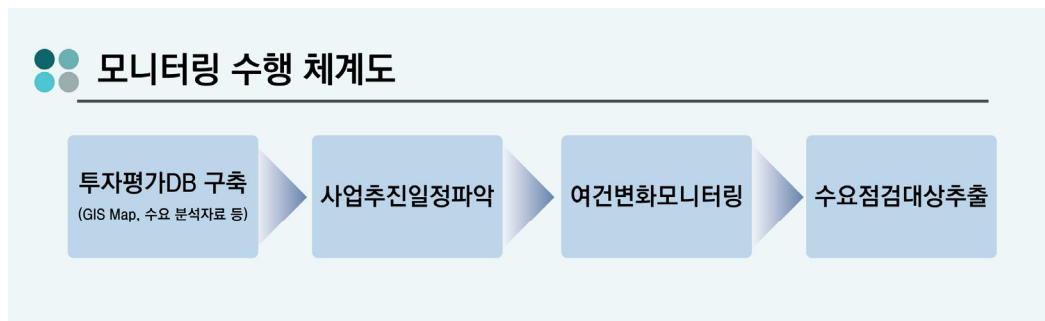 모니터링 수행 체계도
투자평가DB 구축
(GIS Map, 수요 분석자료 등)
사업추진일정파악
여건변화모니터링
수요점검대상추출